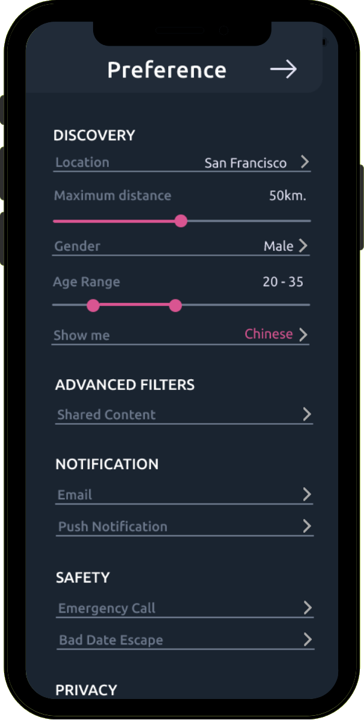 Preference
DISCOVERY
Location San Francisco
Maximum distance 50km.
Gender Male
Age Range 20 - 35
Show me Chinese
ADVANCED FILTERS
Shared Content
NOTIFICATION
Email
Push Notification
SAFETY
Emergency Call
Bad Date Escape
PRIVACY